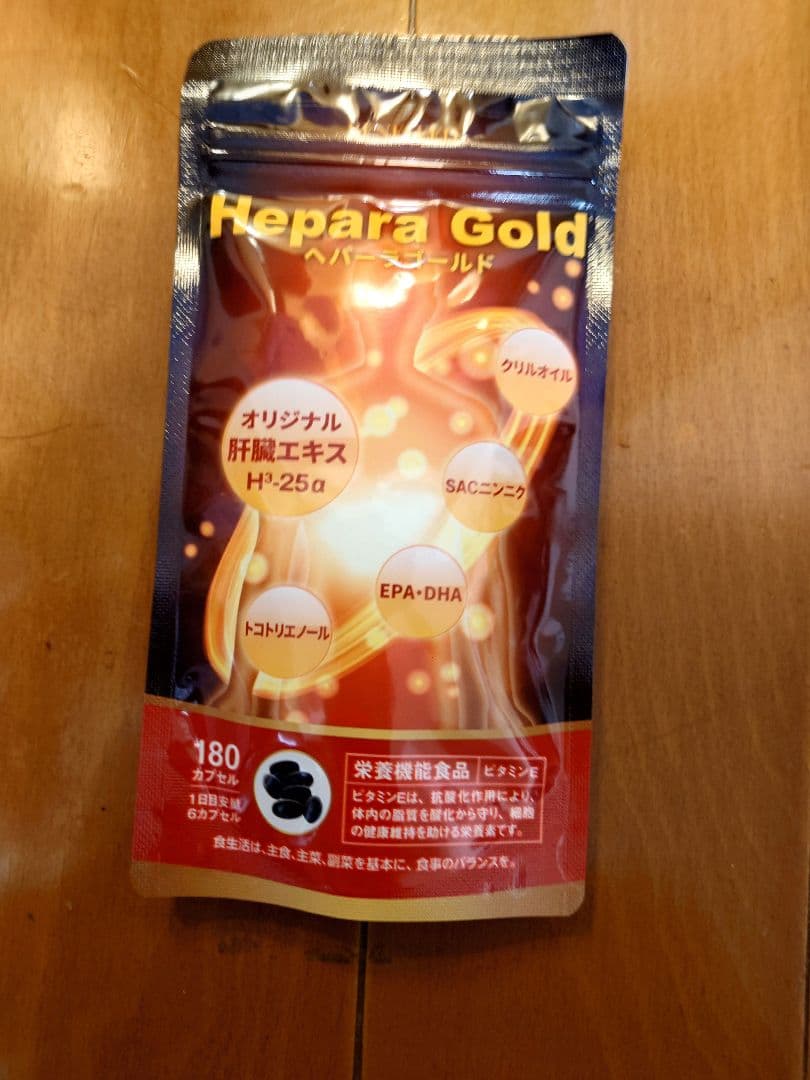 Hepara Gold
ヘパーラゴールド
クリルオイル
オリジナル
肝臓エキス
H³-25α
SACニンニク
EPA・DHA
トコトリエノール
180
カプセル
1日目安量
6カプセル
栄養機能食品 ビタミンE
ビタミンEは、抗酸化作用により、
体内の脂質を酸化から守り、細胞
の健康維持を助ける栄養素です。
食生活は、主食、主菜、副菜を基本に、食事のバランスを。